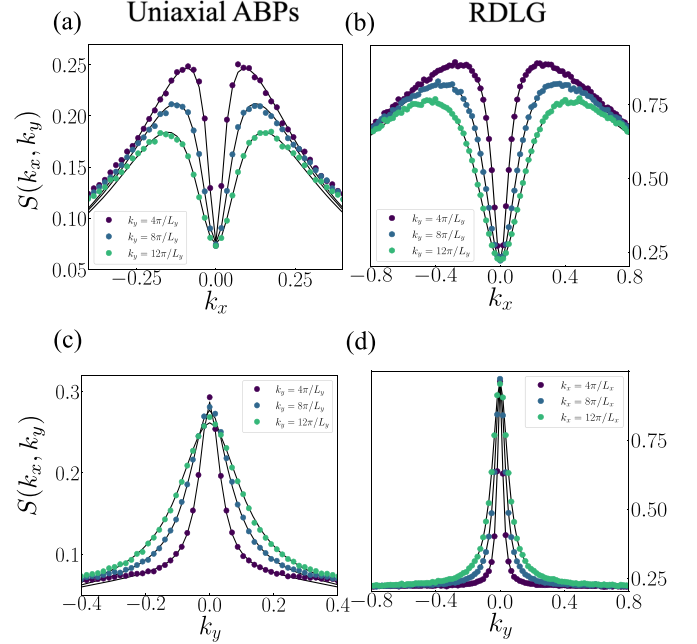 Uniaxial ABPs
RDLG
(a)
(b)
S(k_x, k_y)
0.25
0.20
0.15
0.10
0.05
k_y = 4π/L_y
k_y = 8π/L_y
k_y = 12π/L_y
−0.25
0.00
0.25
k_x
0.75
0.50
0.25
k_y = 4π/L_y
k_y = 8π/L_y
k_y = 12π/L_y
−0.8
−0.4
0.0
0.4
0.8
k_x
(c)
(d)
S(k_x, k_y)
0.3
0.2
0.1
k_y = 4π/L_y
k_y = 8π/L_y
k_y = 12π/L_y
−0.4
−0.2
0.0
0.2
0.4
k_y
0.75
0.50
0.25
k_x = 4π/L_x
k_x = 8π/L_x
k_x = 12π/L_x
−0.8
−0.4
0.0
0.4
0.8
k_y